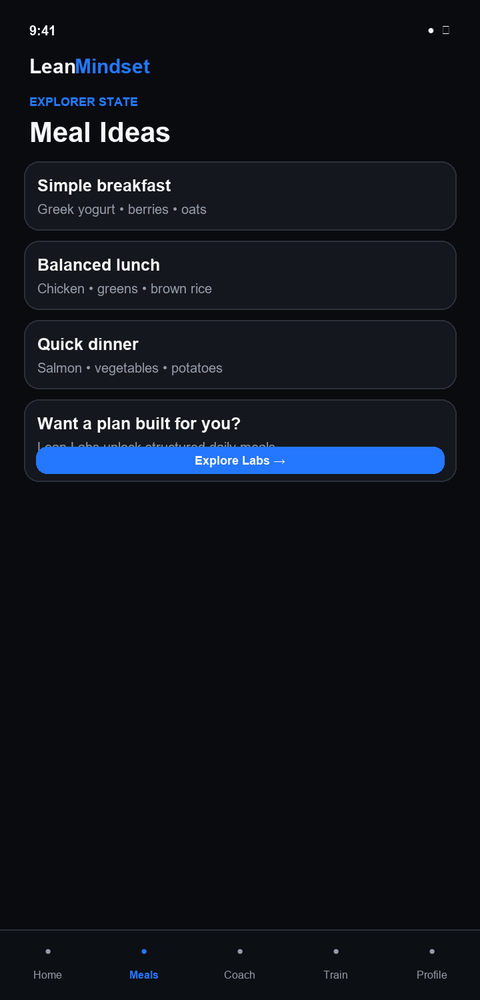 9:41
LeanMindset
EXPLORER STATE
Meal Ideas
Simple breakfast
Greek yogurt • berries • oats
Balanced lunch
Chicken • greens • brown rice
Quick dinner
Salmon • vegetables • potatoes
Want a plan built for you?
Lean Labs unlock structured daily meals
Explore Labs →
Home Meals Coach Train Profile